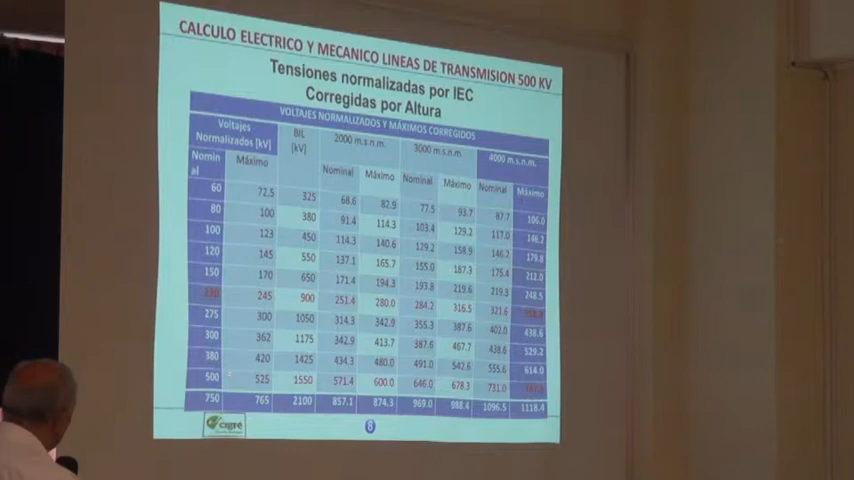 CALCULO ELECTRICO Y MECANICO LINEAS DE TRANSMISION 500 KV
Tensiones normalizadas por IEC
Corregidas por Altura
VOLTAJES NORMALIZADOS Y MÁXIMOS CORREGIDOS
Voltajes Normalizados [kV] BIL [kV] 2000 m.s.n.m. 3000 m.s.n.m. 4000 m.s.n.m.
Nomin al Máximo Nominal Máximo Nominal Máximo Nominal Máximo
60 72.5 325 68.6 82.9 77.5 93.7 87.7 106.0
80 100 380 91.4 114.3 103.4 129.2 117.0 146.2
100 123 450 114.3 140.6 129.2 158.9 146.2 179.8
120 145 550 137.1 165.7 155.0 187.3 175.4 212.0
150 170 650 171.4 194.3 193.8 219.6 219.3 248.5
245 900 251.4 280.0 284.2 316.5 321.6
275 300 1050 314.3 342.9 355.3 387.6 402.0 438.6
300 362 1175 342.9 413.7 387.6 467.7 438.6 529.2
380 420 1425 434.3 480.0 491.0 542.6 555.6 614.0
500 525 1550 571.4 600.0 646.0 678.3 731.0
750 765 2100 857.1 874.3 969.0 988.4 1096.5 1118.4
cigre
8